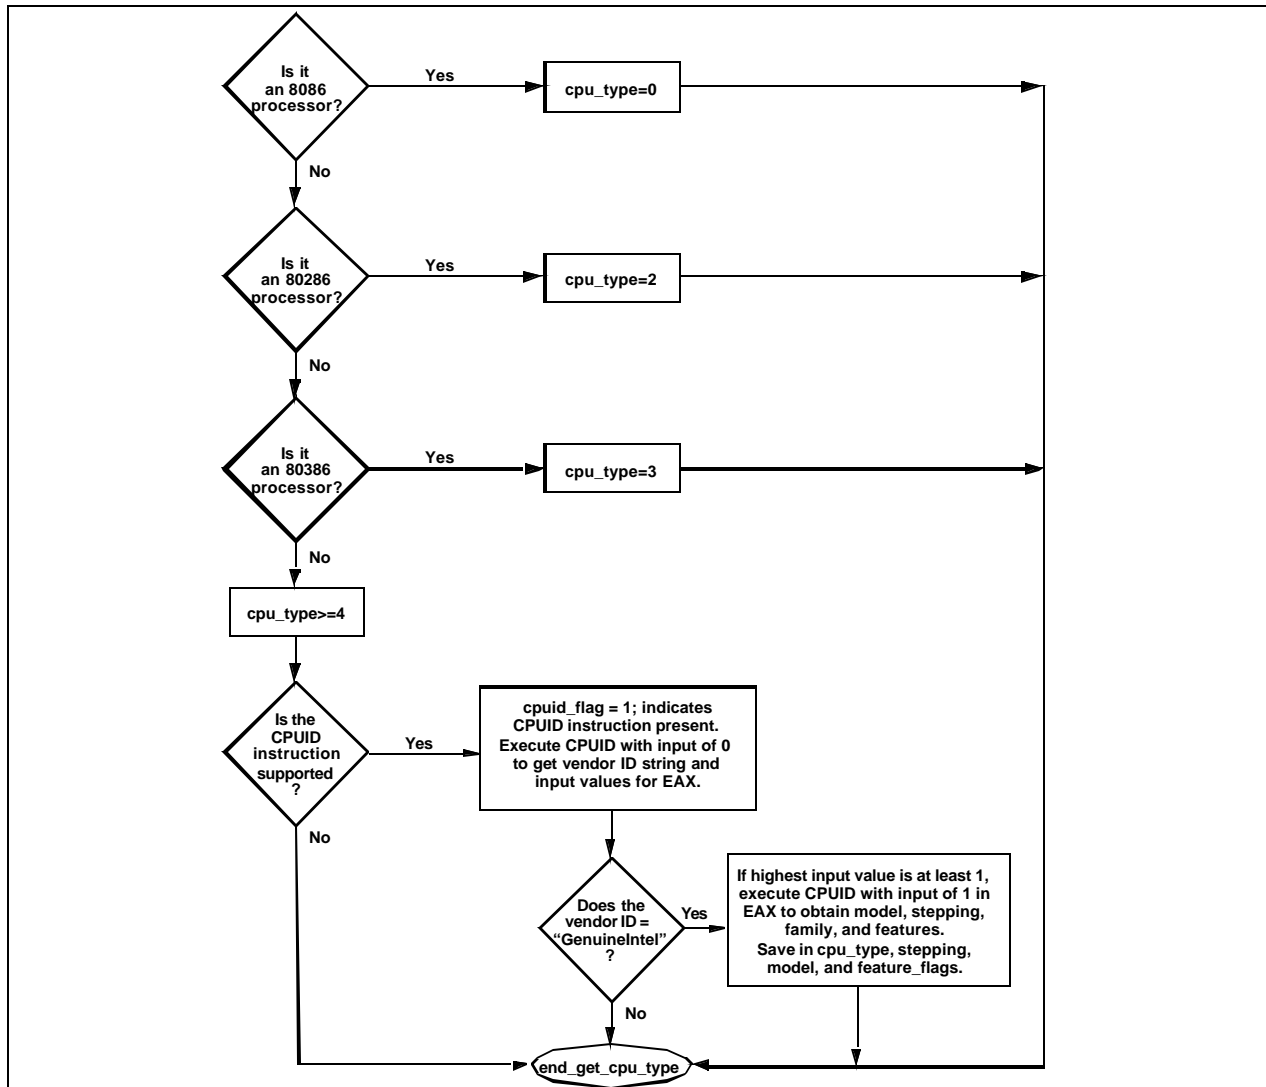 Is it
an 8086
processor?
Yes
cpu_type=0
No
Is it
an 80286
processor?
Yes
cpu_type=2
No
Is it
an 80386
processor?
Yes
cpu_type=3
No
cpu_type>=4
Is the
CPUID
instruction
supported
?
Yes
cpuid_flag = 1; indicates
CPUID instruction present.
Execute CPUID with input of 0
to get vendor ID string and
input values for EAX.
No
Does the
vendor ID =
“GenuineIntel”
?
Yes
If highest input value is at least 1,
execute CPUID with input of 1 in
EAX to obtain model, stepping,
family, and features.
Save in cpu_type, stepping,
model, and feature_flags.
No
end_get_cpu_type